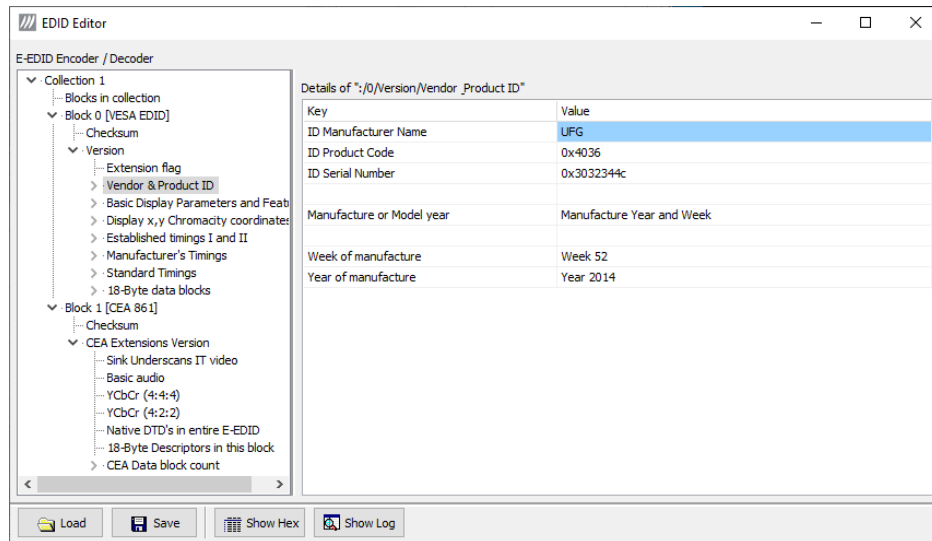 EDID Editor
E-EDID Encoder / Decoder
Collection 1
Blocks in collection
Block 0 [VESA EDID]
Checksum
Version
Extension flag
Vendor & Product ID
Basic Display Parameters and Featu
Display x,y Chromacity coordinates
Established timings I and II
Manufacturer's Timings
Standard Timings
18-Byte data blocks
Block 1 [CEA 861]
Checksum
CEA Extensions Version
Sink Underscans IT video
Basic audio
YCbCr (4:4:4)
YCbCr (4:2:2)
Native DTD's in entire E-EDID
18-Byte Descriptors in this block
CEA Data block count
Details of ":/0/Version/Vendor _Product ID"
Key Value
ID Manufacturer Name UFG
ID Product Code 0x4036
ID Serial Number 0x3032344c
Manufacture or Model year Manufacture Year and Week
Week of manufacture Week 52
Year of manufacture Year 2014
Load Save Show Hex Show Log